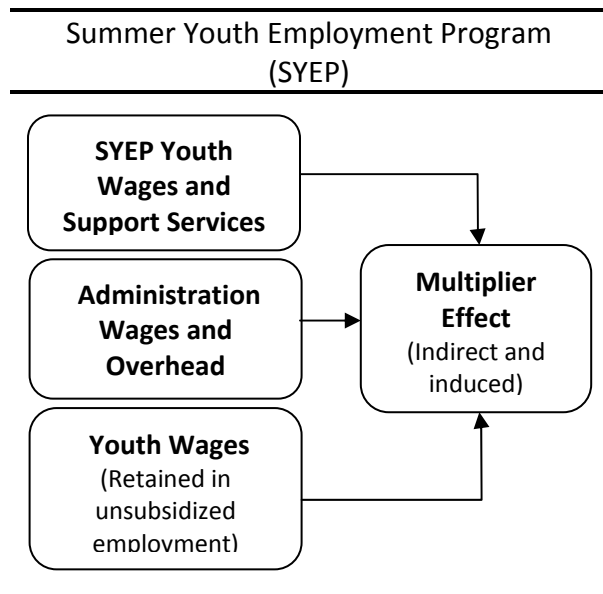 Summer Youth Employment Program
(SYEP)
SYEP Youth
Wages and
Support Services
Administration
Wages and
Overhead
Youth Wages
(Retained in
unsubsidized
employment)
Multiplier
Effect
(Indirect and
induced)